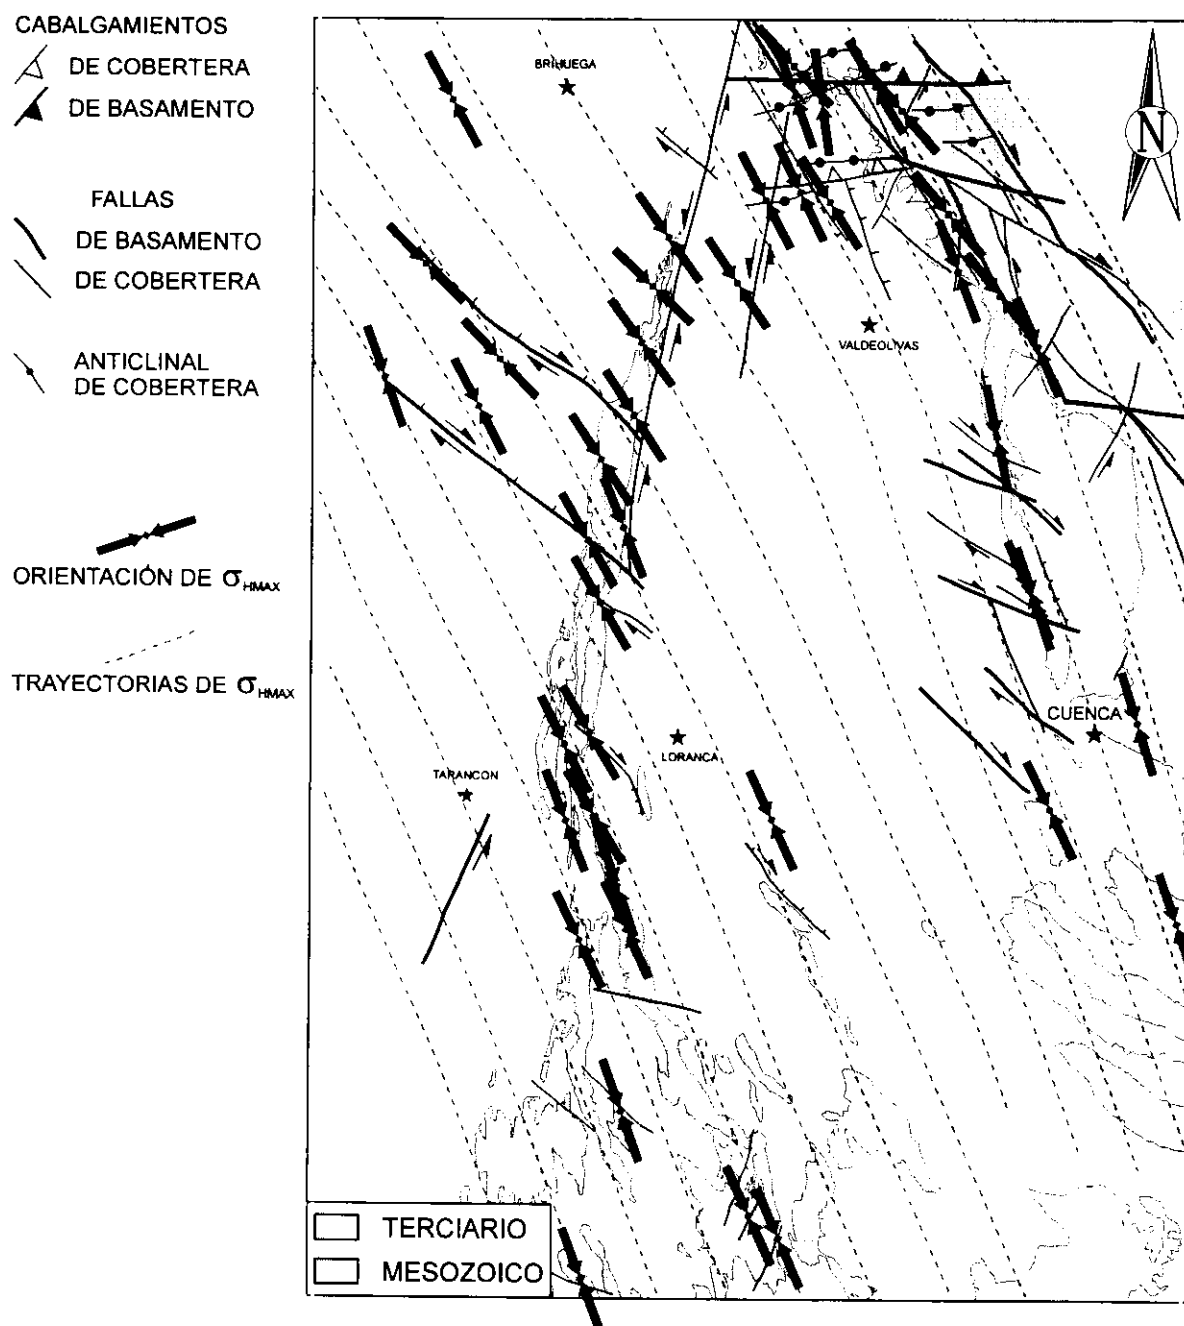 CABALGAMIENTOS
DE COBERTERA
DE BASAMENTO
FALLAS
DE BASAMENTO
DE COBERTERA
ANTICLINAL
DE COBERTERA
ORIENTACIÓN DE σHMAX
TRAYECTORIAS DE σHMAX
BRIHUEGA
N
VALDEOLIVAS
CUENCA
LORANCA
TARANCON
TERCIARIO
MESOZOICO